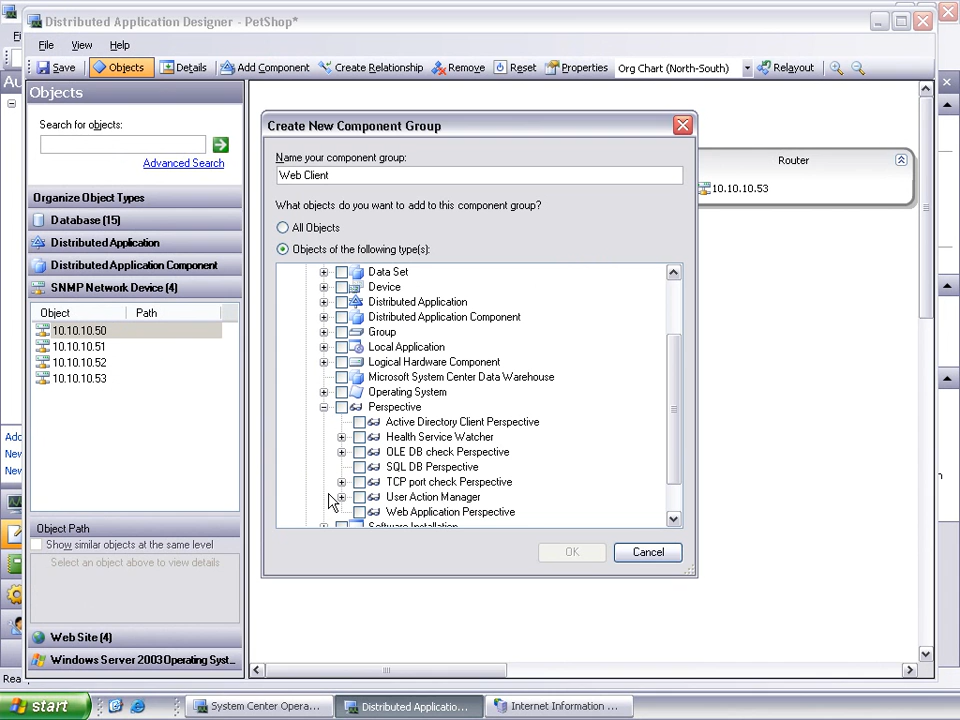 Distributed Application Designer - PetShop*
File View Help
Save Objects Details Add Component Create Relationship Remove Reset Properties Org Chart (North-South) Relayout
Objects
Search for objects:
Advanced Search
Organize Object Types
Database (15)
Distributed Application
Distributed Application Component
SNMP Network Device (4)
Object Path
10.10.10.50
10.10.10.51
10.10.10.52
10.10.10.53
Object Path
Show similar objects at the same level
Select an object above to view details
Web Site (4)
Windows Server 2003 Operating Syst...
Router
10.10.10.53
Create New Component Group
Name your component group:
Web Client
What objects do you want to add to this component group?
All Objects
Objects of the following type(s):
Data Set
Device
Distributed Application
Distributed Application Component
Group
Local Application
Logical Hardware Component
Microsoft System Center Data Warehouse
Operating System
Perspective
Active Directory Client Perspective
Health Service Watcher
OLE DB check Perspective
SQL DB Perspective
TCP port check Perspective
User Action Manager
Web Application Perspective
Software Installation
OK Cancel
Au
Add
New
New
Rea
start System Center Opera... Distributed Applicatio... Internet Information ...